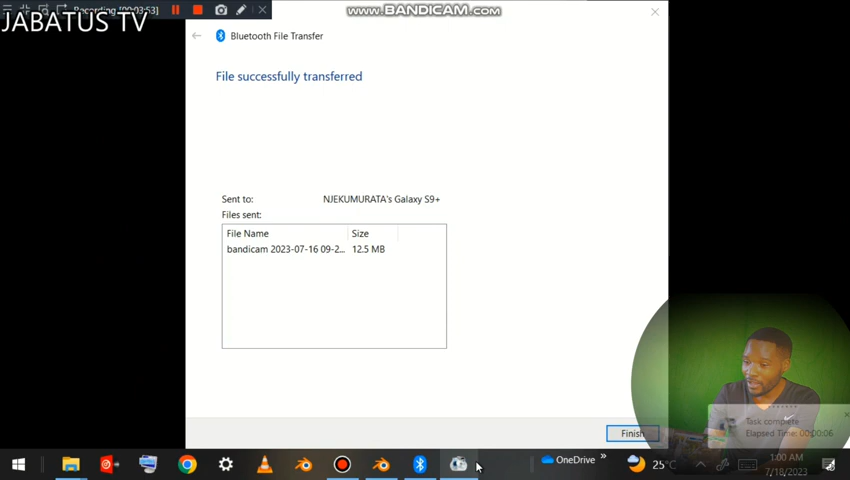 Recording [00:03:53]
www.BANDICAM.com
JABATUS TV
Bluetooth File Transfer
File successfully transferred
Sent to: NJEKUMURATA's Galaxy S9+
Files sent:
File Name Size
bandicam 2023-07-16 09-2... 12.5 MB
Task complete
Elapsed Time: 00:00:06
Finish
OneDrive
25°C
1:00 AM
7/18/2023